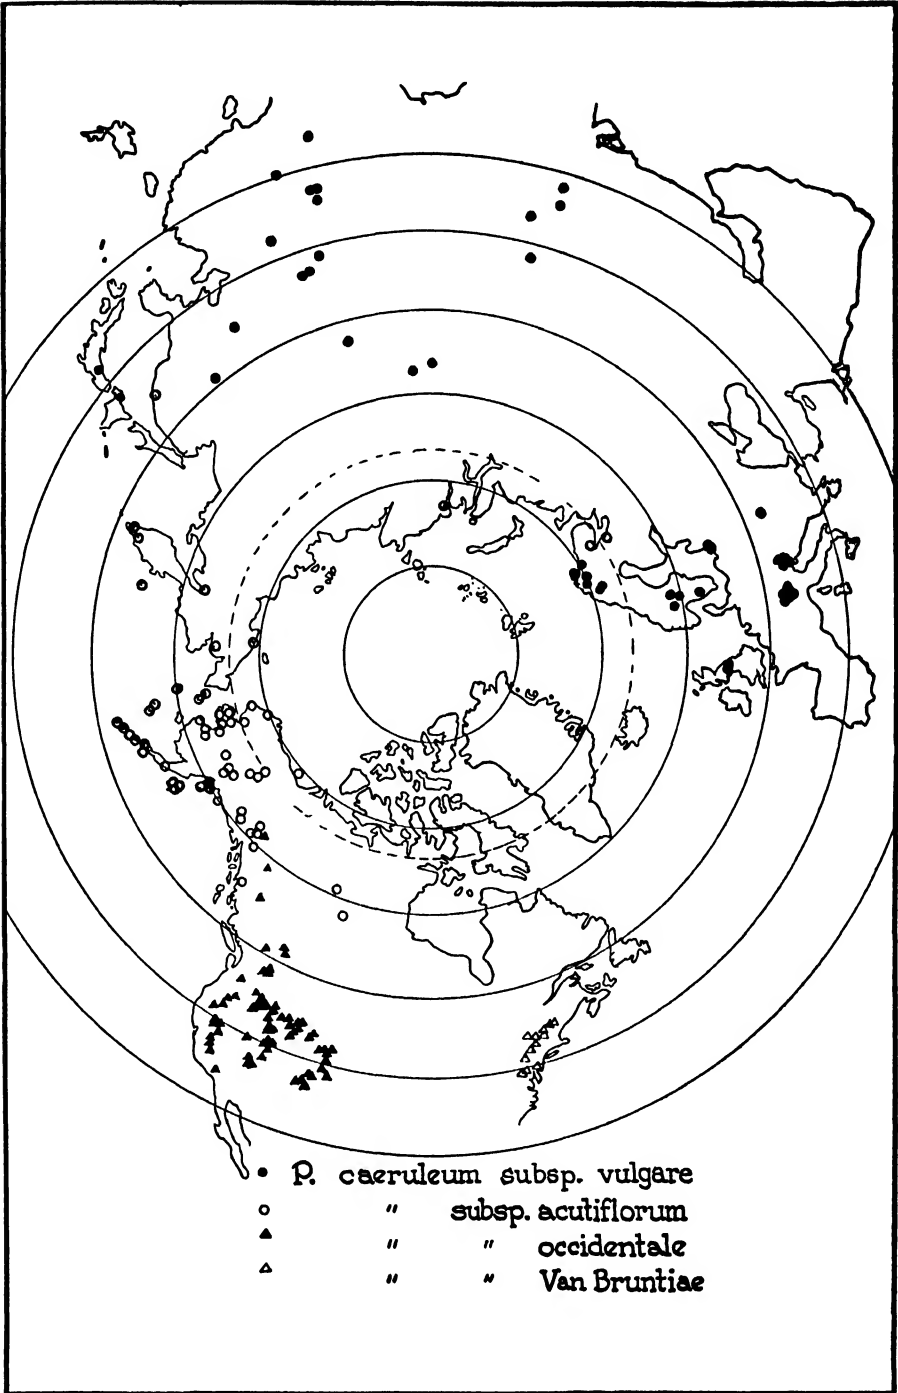 P. caeruleum subsp. vulgare
" subsp. acutiflorum
" " occidentale
" " Van Bruntiae